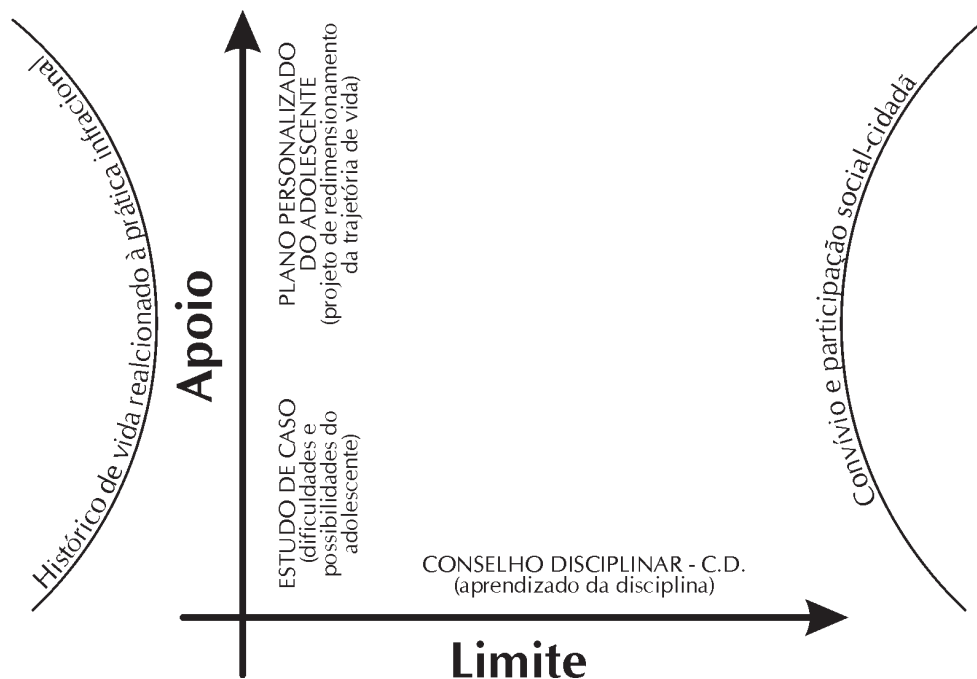 Histórico de vida realcionado à prática infracional
Apoio
PLANO PERSONALIZADO
DO ADOLESCENTE
(projeto de redimensionamento
da trajetória de vida)
ESTUDO DE CASO
(dificuldades e
possibilidades do
adolescente)
CONSELHO DISCIPLINAR - C.D.
(aprendizado da disciplina)
Limite
Convívio e participação social-cidadã